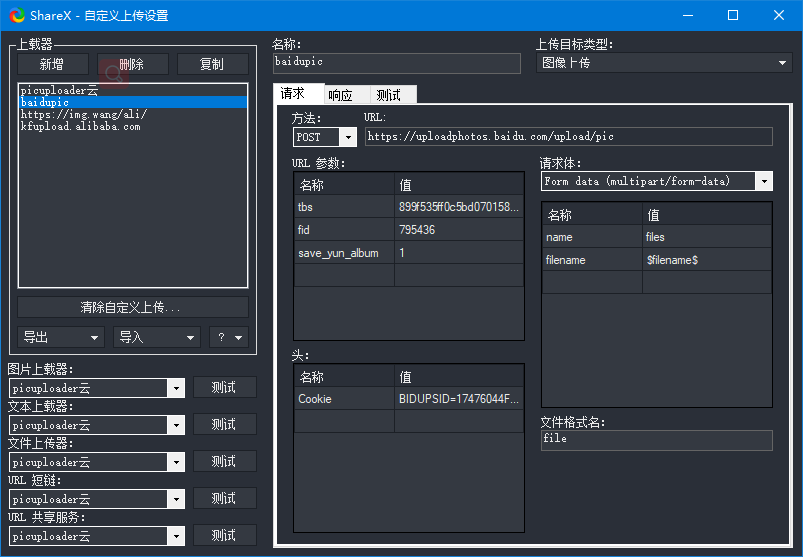 ShareX - 自定义上传设置
上载器
新增 删除 复制
picuploader云
baidupic
https://img.wang/ali/
kfupload.alibaba.com
清除自定义上传...
导出 导入 ?
图片上载器:
picuploader云 测试
文本上载器:
picuploader云 测试
文件上传器:
picuploader云 测试
URL 短链:
picuploader云 测试
URL 共享服务:
picuploader云 测试
名称:
baidupic
上传目标类型:
图像上传
请求 响应 测试
方法:
POST
URL:
https://uploadphotos.baidu.com/upload/pic
URL 参数:
名称 值
tbs 899f535ff0c5bd070158...
fid 795436
save_yun_album 1
头:
名称 值
Cookie BIDUPSID=17476044F...
请求体:
Form data (multipart/form-data)
名称 值
name files
filename $filename$
文件格式名:
file